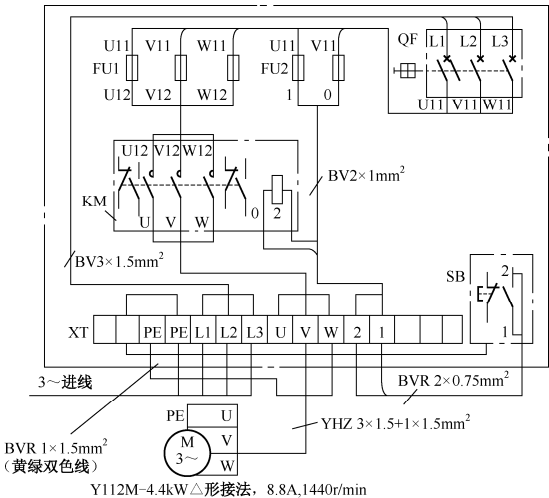 QF L1 L2 L3
U11 V11 W11 U11 V11
FU1 FU2
U12 V12 W12 1 0
U11 V11 W11
U12 V12 W12
BV2×1mm²
KM
U V W 0 2
BV3×1.5mm²
SB 2
1
XT PE PE L1 L2 L3 U V W 2 1
3～进线
BVR 2×0.75mm²
PE U
M V
3～ W
YHZ 3×1.5+1×1.5mm²
BVR 1×1.5mm²
（黄绿双色线）
Y112M-4.4kW△形接法，8.8A,1440r/min